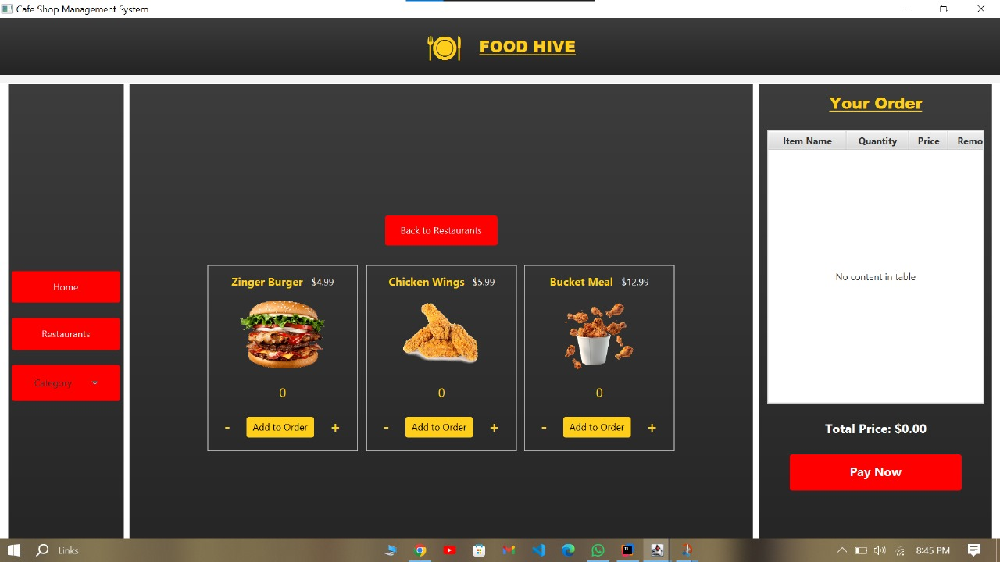 Cafe Shop Management System
FOOD HIVE
Home
Restaurants
Category
Back to Restaurants
Zinger Burger $4.99
0
- Add to Order +
Chicken Wings $5.99
0
- Add to Order +
Bucket Meal $12.99
0
- Add to Order +
Your Order
Item Name Quantity Price Remo
No content in table
Total Price: $0.00
Pay Now
Links
8:45 PM